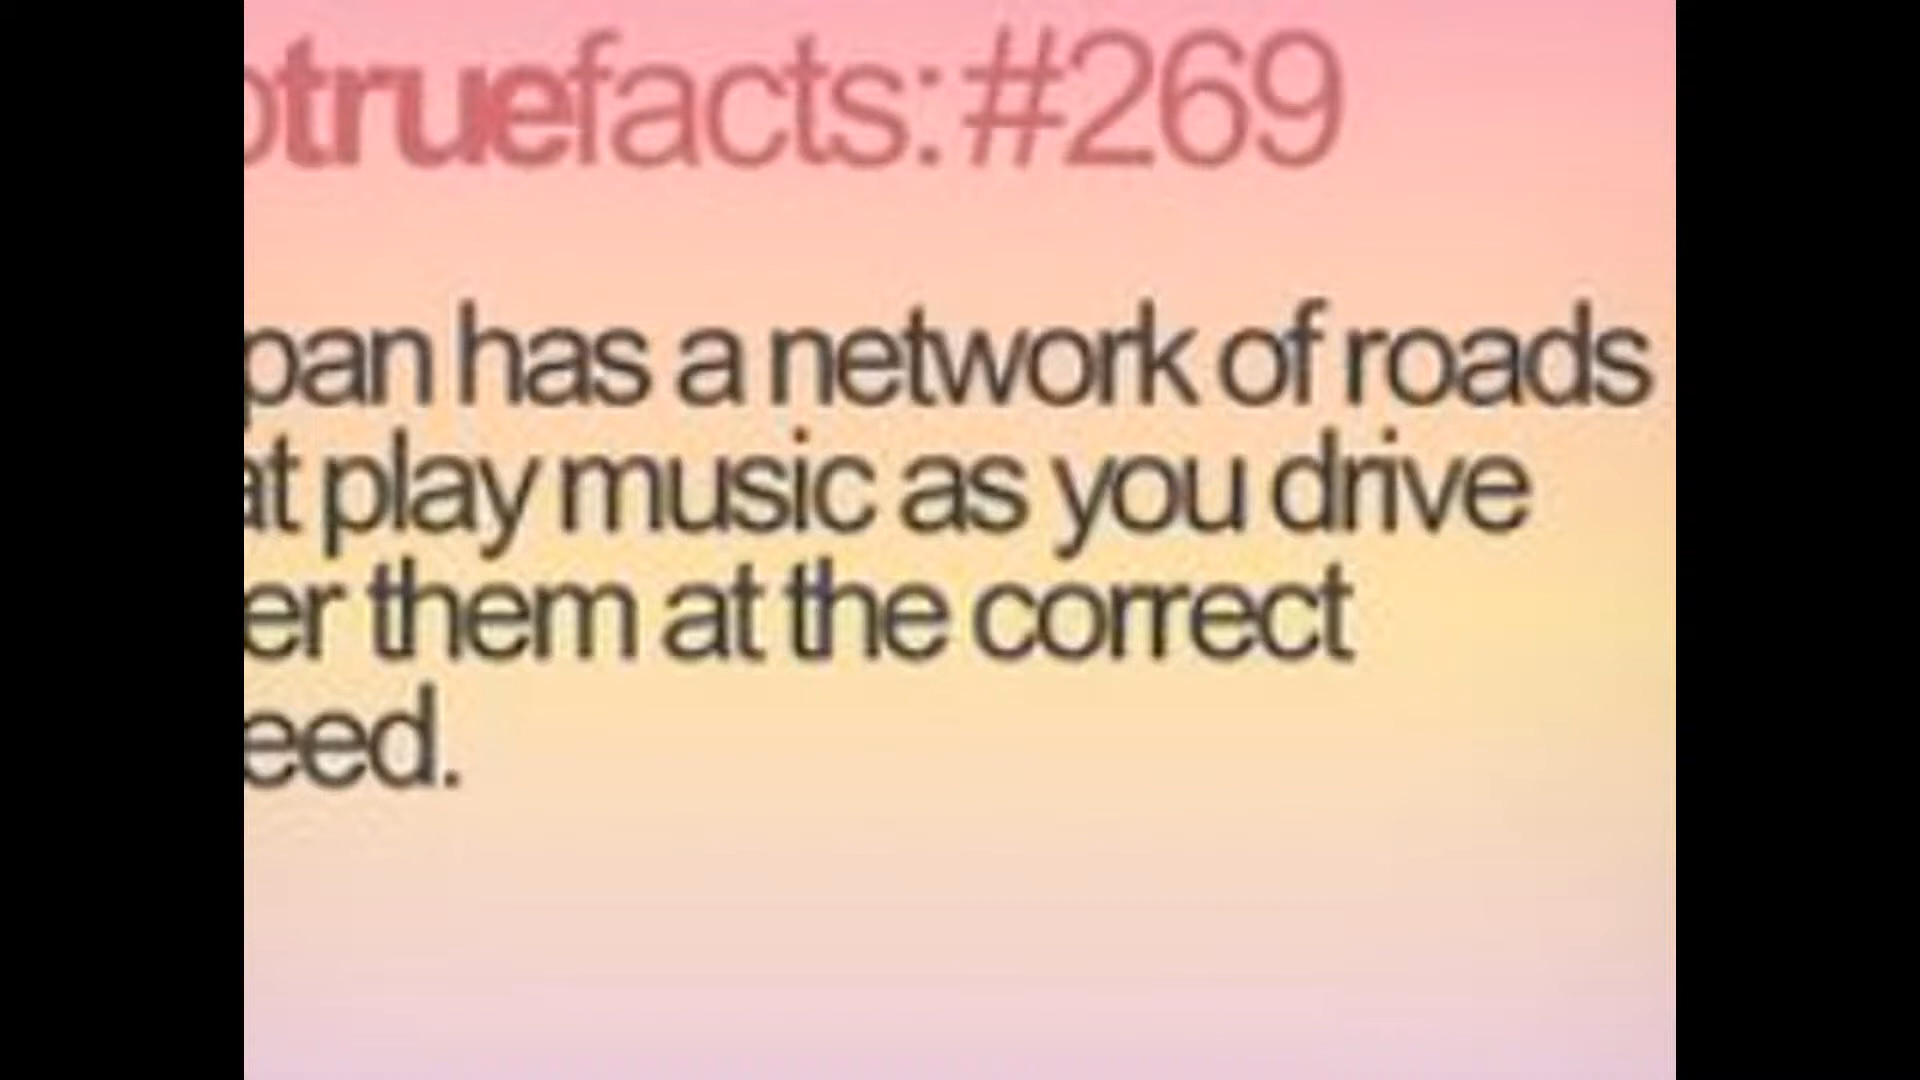 otruefacts: #269
pan has a network of roads
at play music as you drive
er them at the correct
eed.